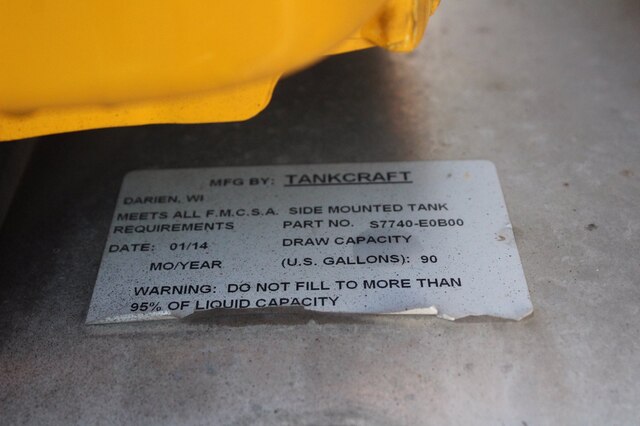 MFG BY: TANKCRAFT
DARIEN, WI
MEETS ALL F.M.C.S.A. SIDE MOUNTED TANK
REQUIREMENTS PART NO. S7740-E0B00
DATE: 01/14 DRAW CAPACITY
MO/YEAR (U.S. GALLONS): 90
WARNING: DO NOT FILL TO MORE THAN
95% OF LIQUID CAPACITY